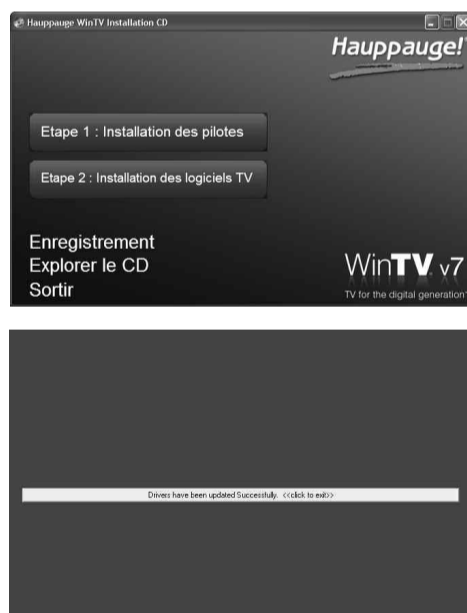 Hauppauge WinTV Installation CD
Hauppauge!
Etape 1 : Installation des pilotes
Etape 2 : Installation des logiciels TV
Enregistrement
Explorer le CD
Sortir
WinTV v7
TV for the digital generation
Drivers have been updated Successfully. <<click to exit>>